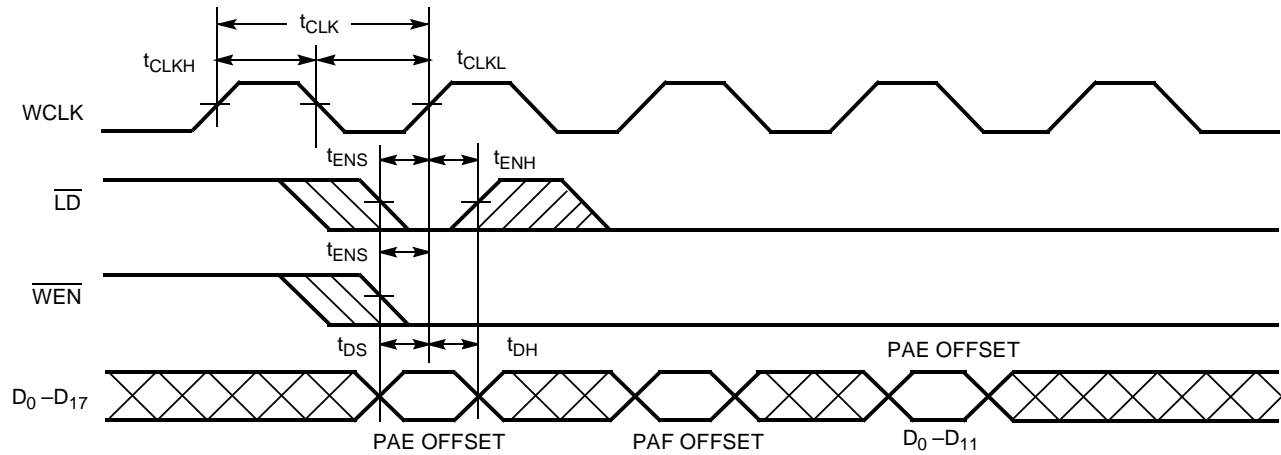 tCLK
tCLKH
tCLKL
WCLK
tENS
tENH
LD
tENS
WEN
tDS
tDH
PAE OFFSET
D0 –D17
PAE OFFSET
PAF OFFSET
D0 –D11